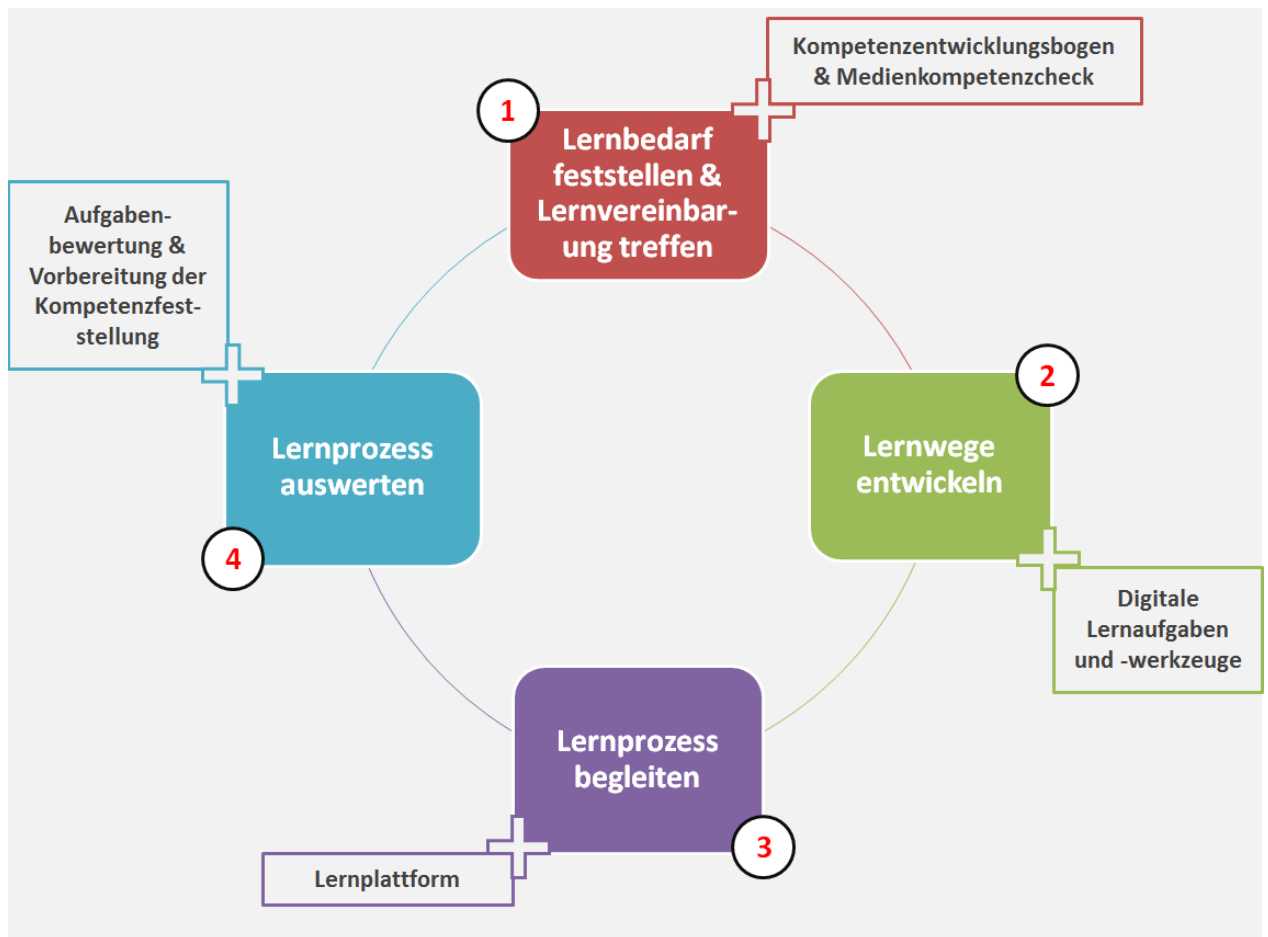 Kompetenzentwicklungsbogen
& Medienkompetenzcheck
1
Lernbedarf
feststellen &
Lernvereinbar-
ung treffen
2
Lernwege
entwickeln
Digitale
Lernaufgaben
und -werkzeuge
3
Lernprozess
begleiten
Lernplattform
4
Lernprozess
auswerten
Aufgaben-
bewertung &
Vorbereitung der
Kompetenzfest-
stellung